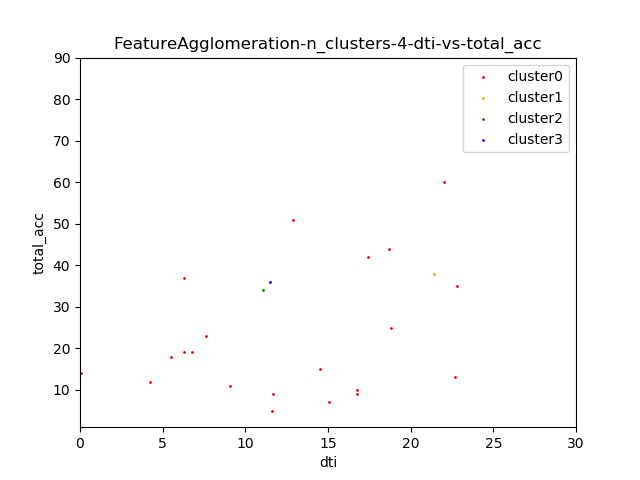 FeatureAgglomeration-n_clusters-4-dti-vs-total_acc
90
80
70
60
50
40
30
20
10
total_acc
cluster0
cluster1
cluster2
cluster3
0 5 10 15 20 25 30
dti